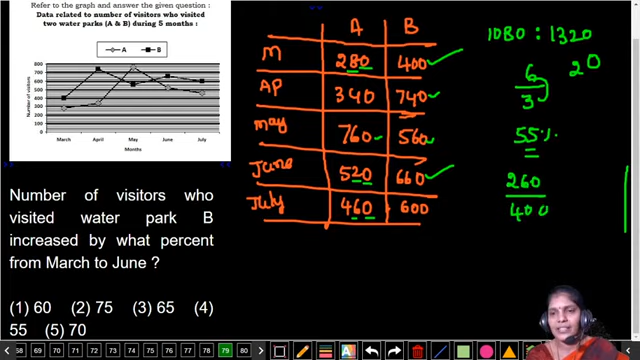 Refer to the graph and answer the given question:
Data related to number of visitors who visited
two water parks (A & B) during 5 months :
A B
Number of visitors
800
700
600
500
400
300
200
100
0
March April May June July
Months
Number of visitors who
visited water park B
increased by what percent
from March to June ?
(1) 60 (2) 75 (3) 65 (4)
55 (5) 70
A B
M 280 400
AP 340 740
May 760 560
June 520 660
July 460 600
1080 : 1320
6
3
20
55%
260
400
68 69 70 71 72 73 74 75 76 77 78 79 80